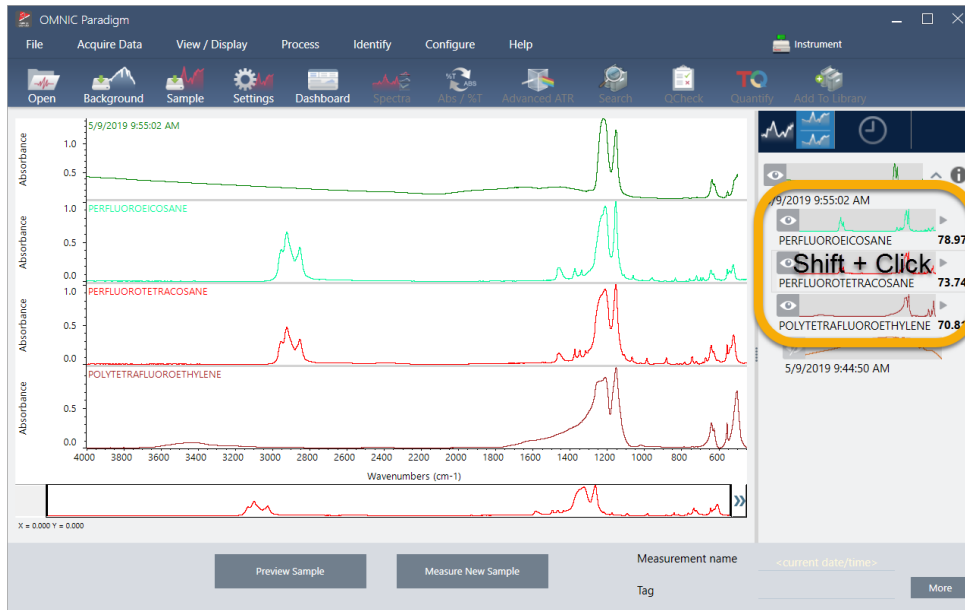 OMNIC Paradigm
File Acquire Data View / Display Process Identify Configure Help Instrument
Open Background Sample Settings Dashboard Spectra Abs / %T Advanced ATR Search QCheck Quantify Add To Library
%T ABS
TQ
5/9/2019 9:55:02 AM
Absorbance
1.0
0.5
PERFLUOROEICOSANE
Absorbance
1.0
0.5
0.0
PERFLUOROTETRACOSANE
Absorbance
1.0
0.5
0.0
POLYTETRAFLUOROETHYLENE
Absorbance
0.5
0.0
4000 3800 3600 3400 3200 3000 2800 2600 2400 2200 2000 1800 1600 1400 1200 1000 800 600
Wavenumbers (cm-1)
X = 0.000 Y = 0.000
5/9/2019 9:55:02 AM
PERFLUOROEICOSANE 78.97
Shift + Click
PERFLUOROTETRACOSANE 73.74
POLYTETRAFLUOROETHYLENE 70.81
5/9/2019 9:44:50 AM
Preview Sample
Measure New Sample
Measurement name <current date/time>
Tag
More